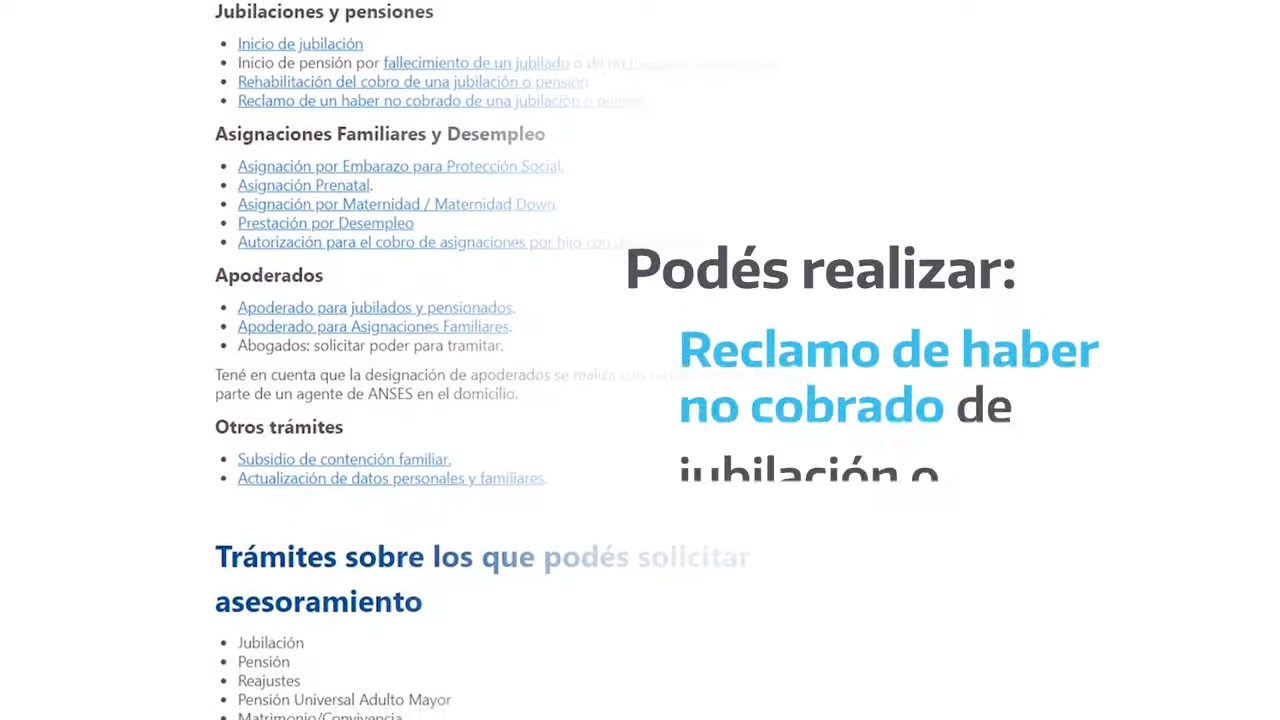 Jubilaciones y pensiones
Inicio de jubilación
Inicio de pensión por fallecimiento de un jubilado o de un
Rehabilitación del cobro de una jubilación o pensión
Reclamo de un haber no cobrado de una jubilación o
Asignaciones Familiares y Desempleo
Asignación por Embarazo para Protección Social.
Asignación Prenatal.
Asignación por Maternidad / Maternidad Down.
Prestación por Desempleo
Autorización para el cobro de asignaciones por hijo con
Apoderados
Apoderado para jubilados y pensionados.
Apoderado para Asignaciones Familiares.
Abogados: solicitar poder para tramitar.
Tené en cuenta que la designación de apoderados se realiza con
parte de un agente de ANSES en el domicilio.
Otros trámites
Subsidio de contención familiar.
Actualización de datos personales y familiares.
Trámites sobre los que podés solicitar
asesoramiento
Jubilación
Pensión
Reajustes
Pensión Universal Adulto Mayor
Matrimonio/Convivencia
Podés realizar:
Reclamo de haber
no cobrado de
jubilación o